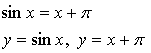 sin x = x + π
y = sin x, y = x + π